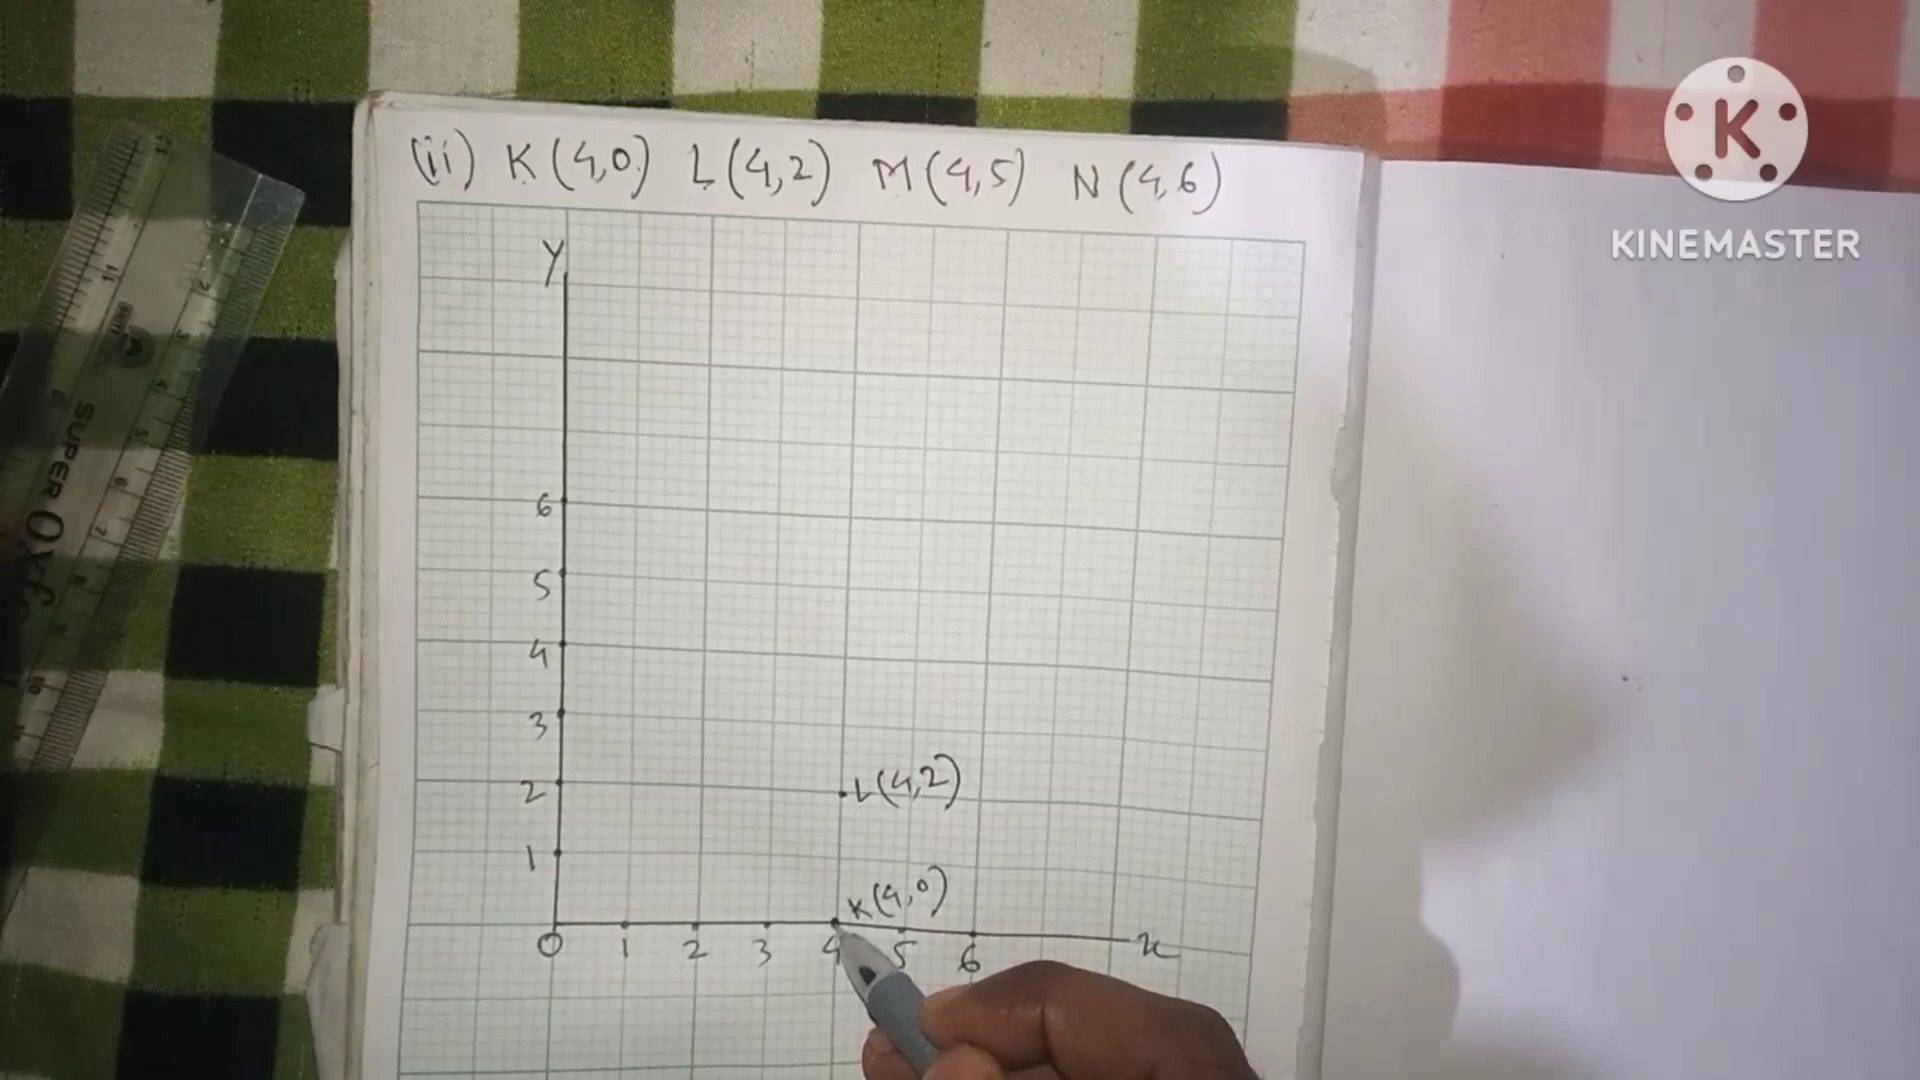 (ii) K(4,0) L(4,2) M(4,5) N(4,6)
K
KINEMASTER
Y
6
5
4
3
2
L(4,2)
1
K(4,0)
0 1 2 3 4 5 6 x
SUPER